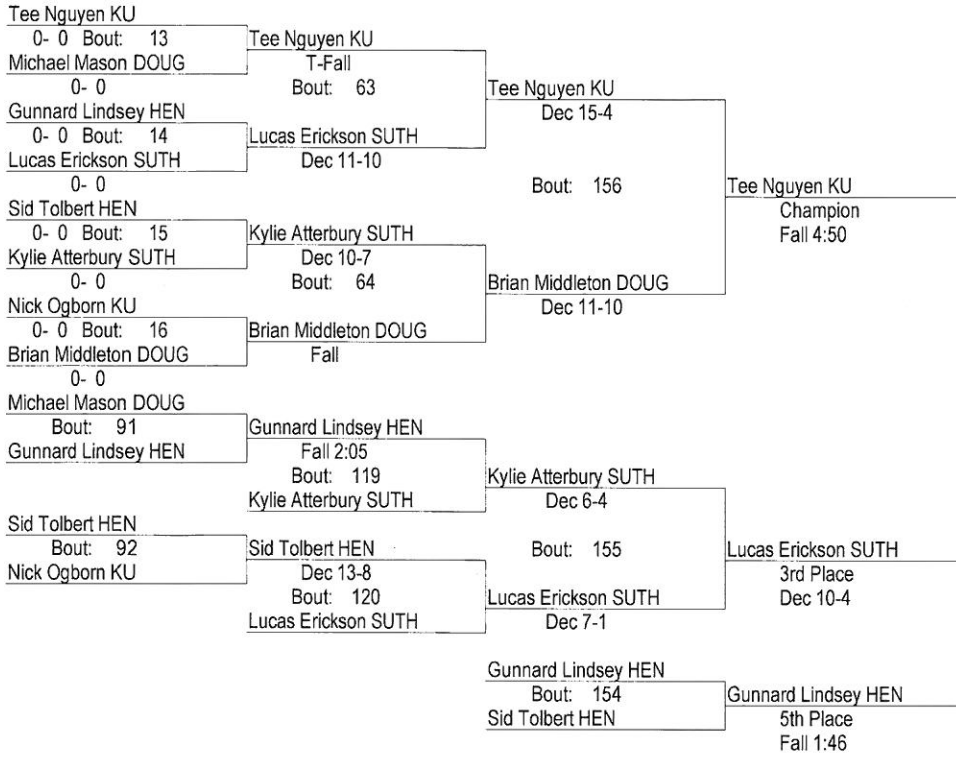 Tee Nguyen KU
0- 0 Bout: 13
Michael Mason DOUG
0- 0
Gunnard Lindsey HEN
0- 0 Bout: 14
Lucas Erickson SUTH
0- 0
Sid Tolbert HEN
0- 0 Bout: 15
Kylie Atterbury SUTH
0- 0
Nick Ogborn KU
0- 0 Bout: 16
Brian Middleton DOUG
0- 0
Tee Nguyen KU
T-Fall
Bout: 63
Lucas Erickson SUTH
Dec 11-10
Kylie Atterbury SUTH
Dec 10-7
Bout: 64
Brian Middleton DOUG
Fall
Tee Nguyen KU
Dec 15-4
Bout: 156
Brian Middleton DOUG
Dec 11-10
Tee Nguyen KU
Champion
Fall 4:50
Michael Mason DOUG
Bout: 91
Gunnard Lindsey HEN
Sid Tolbert HEN
Bout: 92
Nick Ogborn KU
Gunnard Lindsey HEN
Fall 2:05
Bout: 119
Kylie Atterbury SUTH
Sid Tolbert HEN
Dec 13-8
Bout: 120
Lucas Erickson SUTH
Kylie Atterbury SUTH
Dec 6-4
Bout: 155
Lucas Erickson SUTH
Dec 7-1
Lucas Erickson SUTH
3rd Place
Dec 10-4
Gunnard Lindsey HEN
Bout: 154
Sid Tolbert HEN
Gunnard Lindsey HEN
5th Place
Fall 1:46